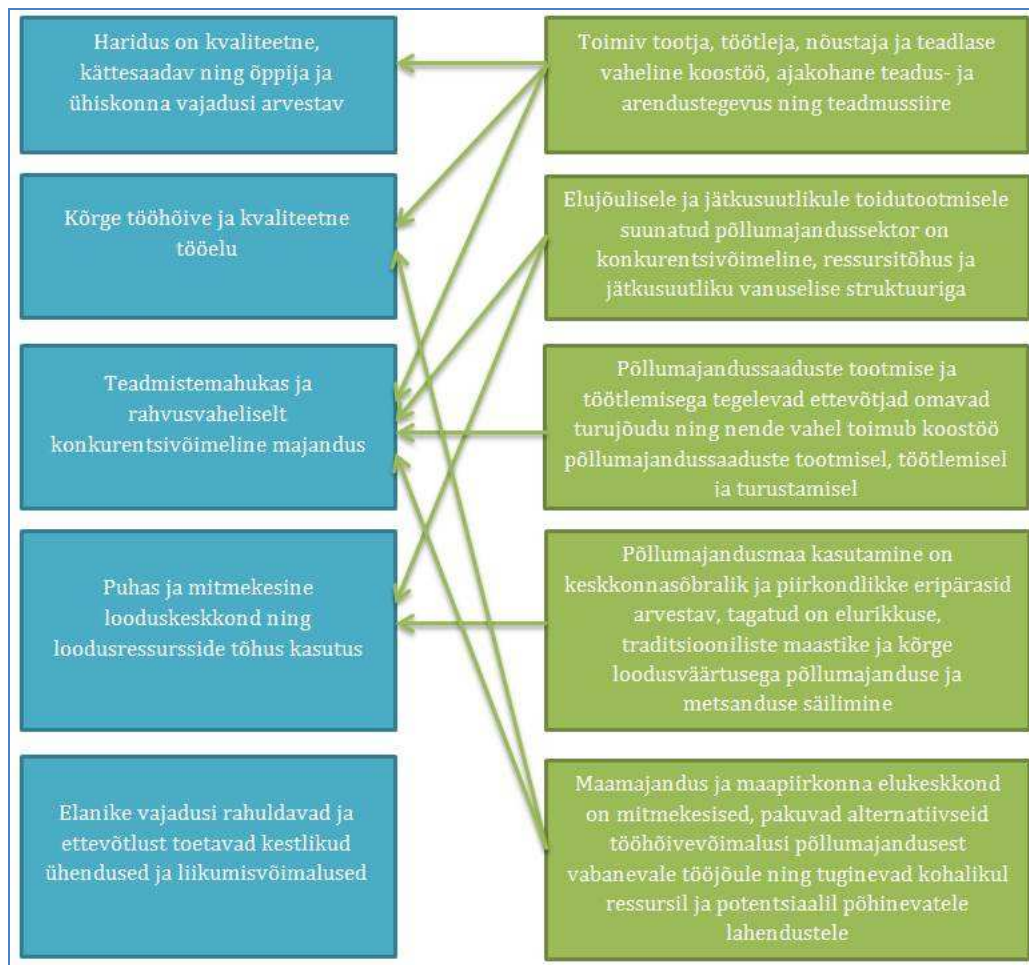 Haridus on kvaliteetne,
kättesaadav ning õppija ja
ühiskonna vajadusi arvestav
Kõrge tööhõive ja kvaliteetne
tööelu
Teadmistemahukas ja
rahvusvaheliselt
konkurentsivõimeline majandus
Puhas ja mitmekesine
looduskeskkond ning
loodusressursside tõhus kasutus
Elanike vajadusi rahuldavad ja
ettevõtlust toetavad kestlikud
ühendused ja liikumisvõimalused
Toimiv tootja, töötleja, nõustaja ja teadlase
vaheline koostöö, ajakohane teadus- ja
arendustegevus ning teadmussiire
Elujõulisele ja jätkusuutlikule toidutootmisele
suunatud põllumajandussektor on
konkurentsivõimeline, ressursitõhus ja
jätkusuutliku vanuselise struktuuriga
Põllumajandussaaduste tootmise ja
töötlemisega tegelevad ettevõtjad omavad
turujõudu ning nende vahel toimub koostöö
põllumajandussaaduste tootmisel, töötlemisel
ja turustamisel
Põllumajandusmaa kasutamine on
keskkonnasõbralik ja piirkondlikke eripärasid
arvestav, tagatud on elurikkuse,
traditsiooniliste maastike ja kõrge
loodusväärtusega põllumajanduse ja
metsanduse säilimine
Maamajandus ja maapiirkonna elukeskkond
on mitmekesised, pakuvad alternatiivseid
tööhõivevõimalusi põllumajandusest
vabanevale tööjõule ning tuginevad kohalikul
ressursil ja potentsiaalil põhinevatele
lahendustele